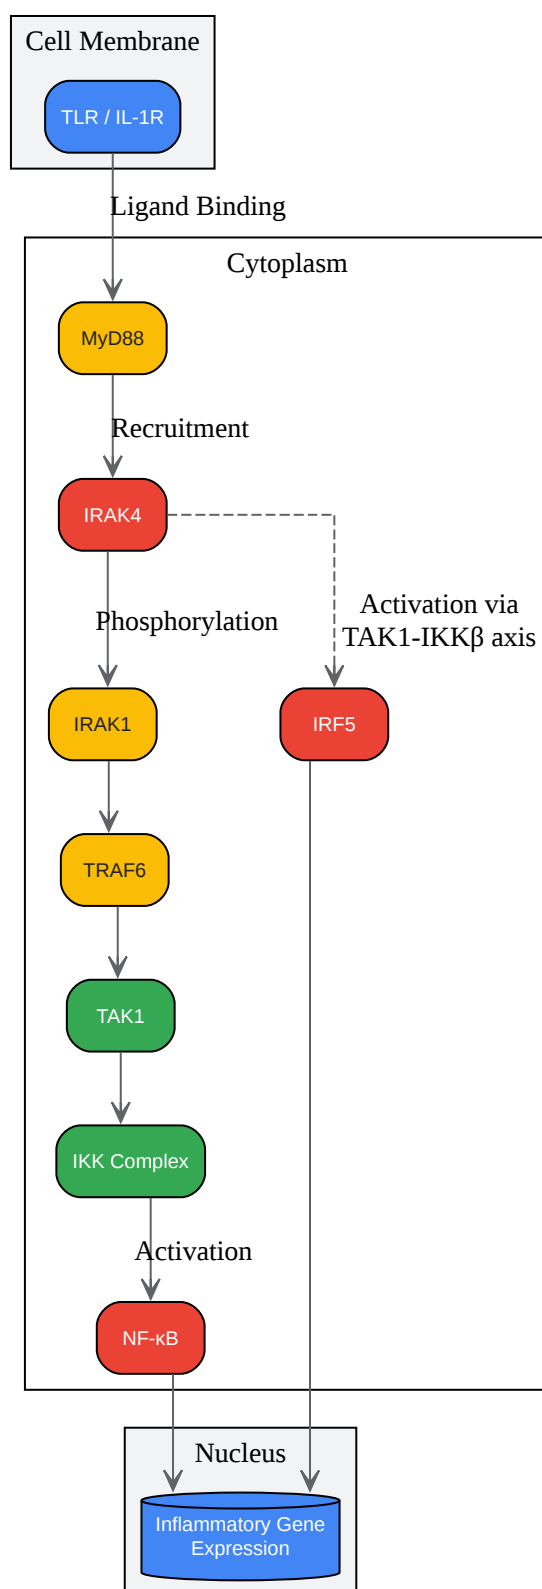 Cell Membrane
TLR / IL-1R
Ligand Binding
Cytoplasm
MyD88
Recruitment
IRAK4
Activation via
TAK1-IKKβ axis
Phosphorylation
IRAK1
IRF5
TRAF6
TAK1
IKK Complex
Activation
NF-κB
Nucleus
Inflammatory Gene
Expression